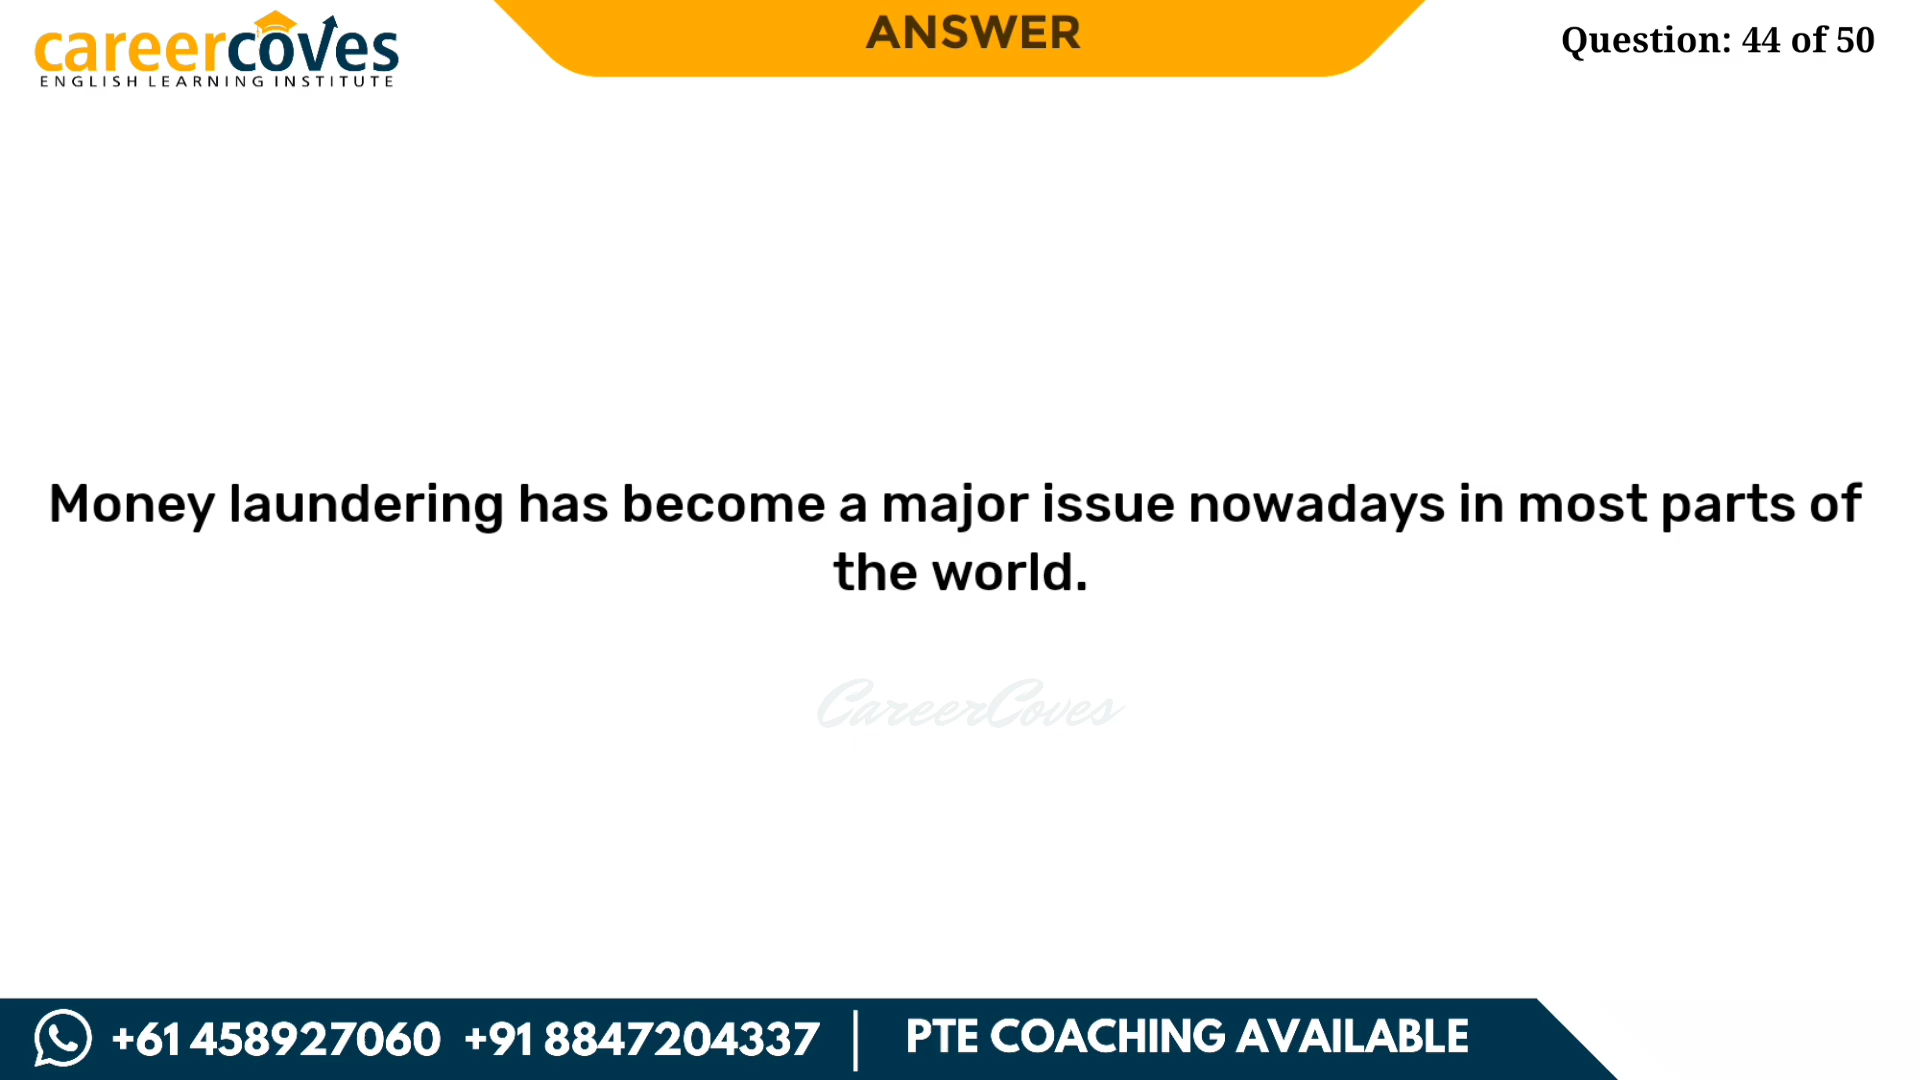 careercoves
ENGLISH LEARNING INSTITUTE
ANSWER
Question: 44 of 50
Money laundering has become a major issue nowadays in most parts of
the world.
CareerCoves
+61 458927060 +91 8847204337 PTE COACHING AVAILABLE